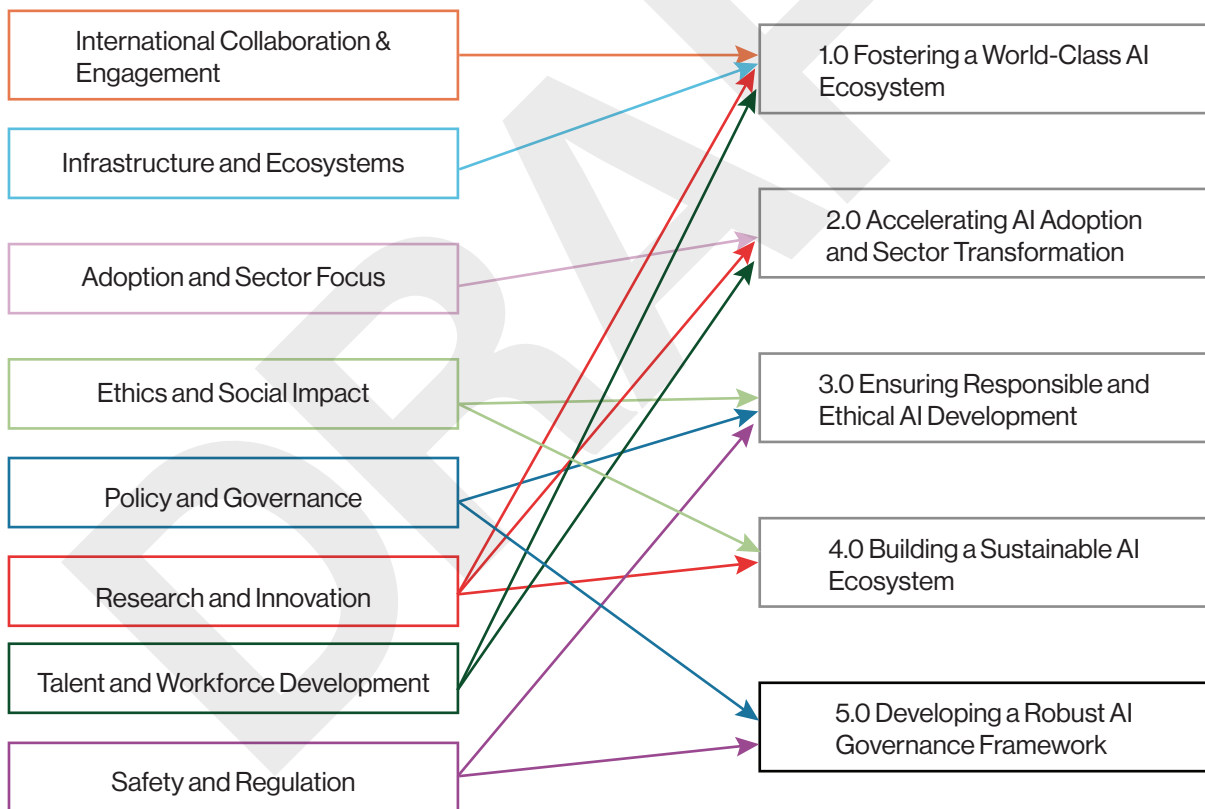 International Collaboration &
Engagement
Infrastructure and Ecosystems
Adoption and Sector Focus
Ethics and Social Impact
Policy and Governance
Research and Innovation
Talent and Workforce Development
Safety and Regulation
1.0 Fostering a World-Class AI
Ecosystem
2.0 Accelerating AI Adoption
and Sector Transformation
3.0 Ensuring Responsible and
Ethical AI Development
4.0 Building a Sustainable AI
Ecosystem
5.0 Developing a Robust AI
Governance Framework
DRAF